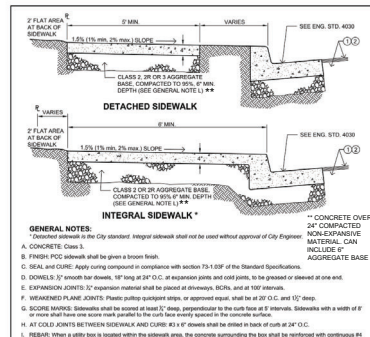 2' FLAT AREA
AT BACK OF
SIDEWALK
5' MIN.
VARIES
SEE ENG. STD. 4030
1 2
1.5% (1% min, 2% max.) SLOPE
4"
CLASS 2, 2R OR 3 AGGREGATE
BASE, COMPACTED TO 95%, 6" MIN.
DEPTH (SEE GENERAL NOTE L) **
DETACHED SIDEWALK
VARIES
2' FLAT AREA
AT BACK OF
SIDEWALK
6' MIN.
SEE ENG. STD. 4030
1 2
1.5% (1% min, 2% max.) SLOPE
4"
CLASS 2 OR 2R AGGREGATE BASE,
COMPACTED TO 95% 6" MIN. DEPTH
(SEE GENERAL NOTE L) **
INTEGRAL SIDEWALK *
** CONCRETE OVER
24" COMPACTED
NON-EXPANSIVE
MATERIAL. CAN
INCLUDE 6"
AGGREGATE BASE
GENERAL NOTES:
* Detached sidewalk is the City standard. Integral sidewalk shall not be used without approval of City Engineer.
A. CONCRETE: Class 3.
B. FINISH: PCC sidewalk shall be given a broom finish.
C. SEAL AND CURE: Apply curing compound in compliance with section 73-1.03F of the Standard Specifications.
D. DOWELS: ½" smooth bar dowels, 18" long at 24" O.C. at expansion joints and cold joints, to be greased or sleeved at one end.
E. EXPANSION JOINTS: expansion material shall be placed at driveways, BCRs, and at 100' intervals.
F. WEAKENED PLANE JOINTS: Plastic pulltop quickjoint strips, or approved equal, shall be at 20' O.C. and 1½" deep.
G. SCORE MARKS: Sidewalks shall be scored at least deep, perpendicular to the curb face at 5' intervals. Sidewalks with a width of 8'
or more shall have one score mark parallel to the curb face evenly spaced in the concrete surface.
H. AT COLD JOINTS BETWEEN SIDEWALK AND CURB: #3 x 6" dowels shall be drilled in back of curb at 24" O.C.
I. REBAR: When a utility box is located within the sidewalk area, the concrete surrounding the box shall be reinforced with continuous #4